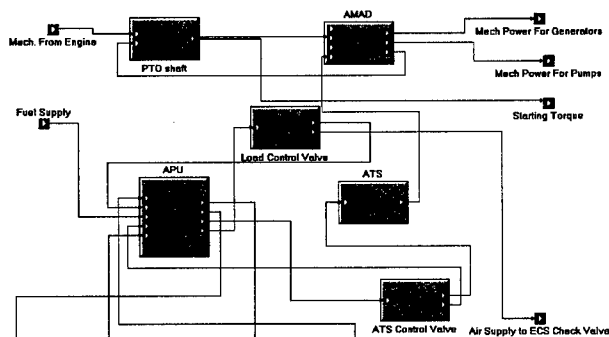 AMAD
Mech. From Engine
Mech Power For Generators
PTO shaft
Mech Power For Pumps
Fuel Supply
Starting Torque
Load Control Valve
APU
ATS
ATS Control Valve
Air Supply to ECS Check Valve